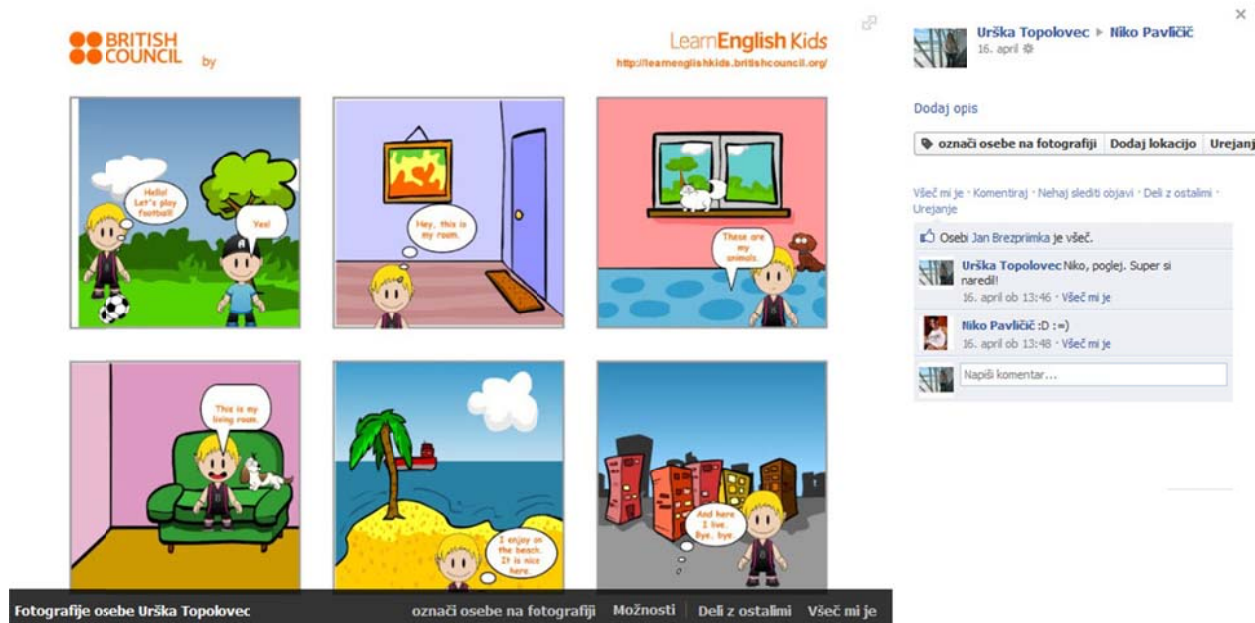 BRITISH
COUNCIL
by
LearnEnglish Kids
http://learnenglishkids.britishcouncil.org/
Hello!
Let's play
football!
Yes!
Hey, this is
my room.
These are
my
animals.
This is my
living room.
I enjoy on
the beach.
It is nice
here.
And here
I live.
Bye, bye
Fotografije osebe Urška Topolovec
označi osebe na fotografiji Možnosti Deli z ostalimi Všeč mi je
Urška Topolovec ▸ Niko Pavličič
16. april
Dodaj opis
označi osebe na fotografiji Dodaj lokacijo Urejanj
Všeč mi je · Komentiraj · Nehaj slediti objavi · Deli z ostalimi ·
Urejanje
Osebi Jan Brezpriimka je všeč.
Urška Topolovec Niko, poglej. Super si
naredil!
16. april ob 13:46 · Všeč mi je
Niko Pavličič :D :=)
16. april ob 13:48 · Všeč mi je
Napiši komentar...